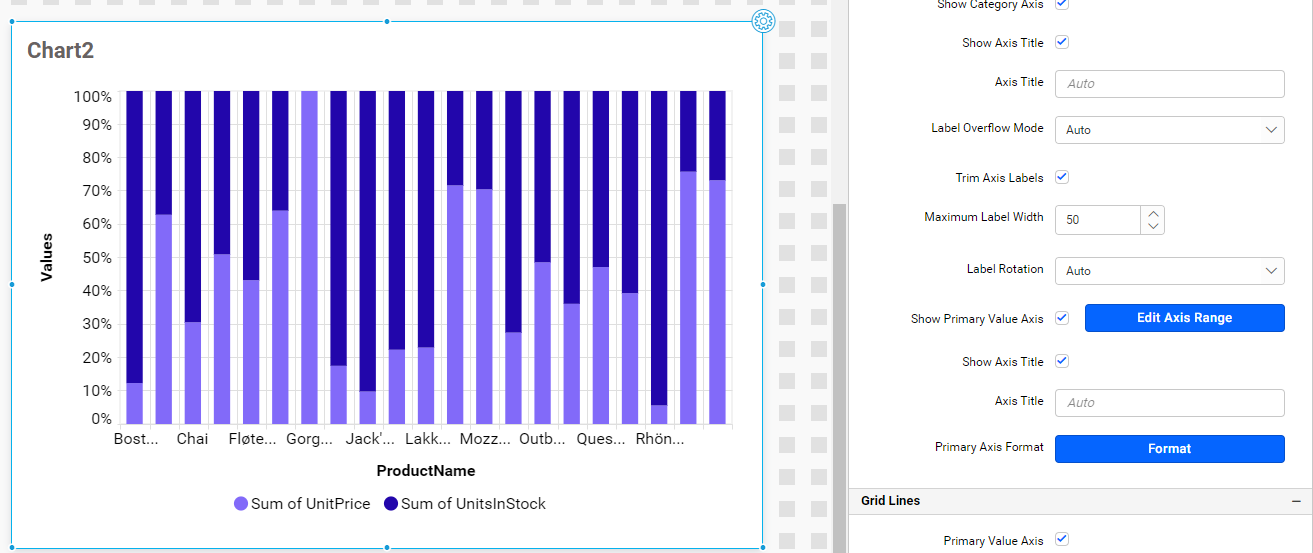 Chart2
100%
90%
80%
70%
60%
50%
40%
30%
20%
10%
0%
Values
Bost... Chai Fløte... Gorg... Jack'... Lakk... Mozz... Outb... Ques... Rhön...
ProductName
Sum of UnitPrice Sum of UnitsInStock
Show Category Axis
Show Axis Title
Axis Title Auto
Label Overflow Mode Auto
Trim Axis Labels
Maximum Label Width 50
Label Rotation Auto
Show Primary Value Axis Edit Axis Range
Show Axis Title
Axis Title Auto
Primary Axis Format Format
Grid Lines
Primary Value Axis